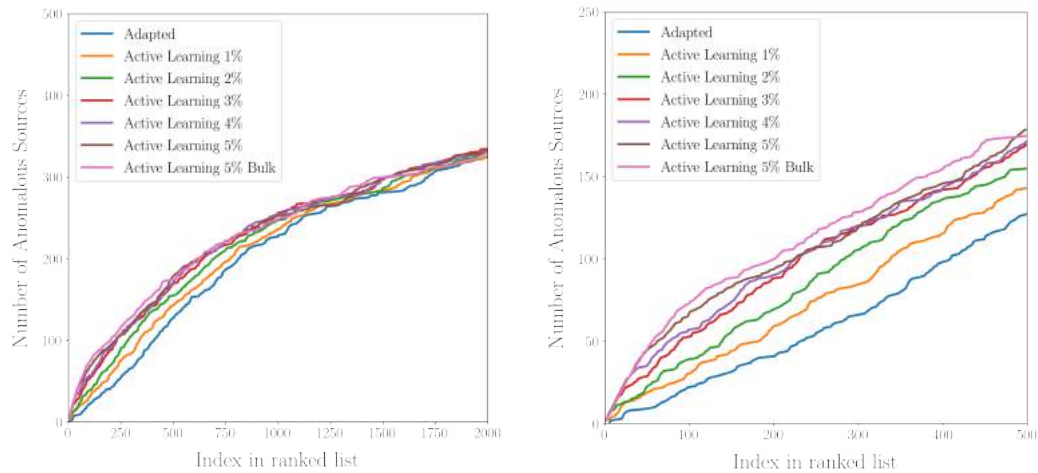 500
400
300
200
100
0
Number of Anomalous Sources
Adapted
Active Learning 1%
Active Learning 2%
Active Learning 3%
Active Learning 4%
Active Learning 5%
Active Learning 5% Bulk
0 250 500 750 1000 1250 1500 1750 2000
Index in ranked list
250
200
150
100
50
0
Number of Anomalous Sources
Adapted
Active Learning 1%
Active Learning 2%
Active Learning 3%
Active Learning 4%
Active Learning 5%
Active Learning 5% Bulk
0 100 200 300 400 500
Index in ranked list